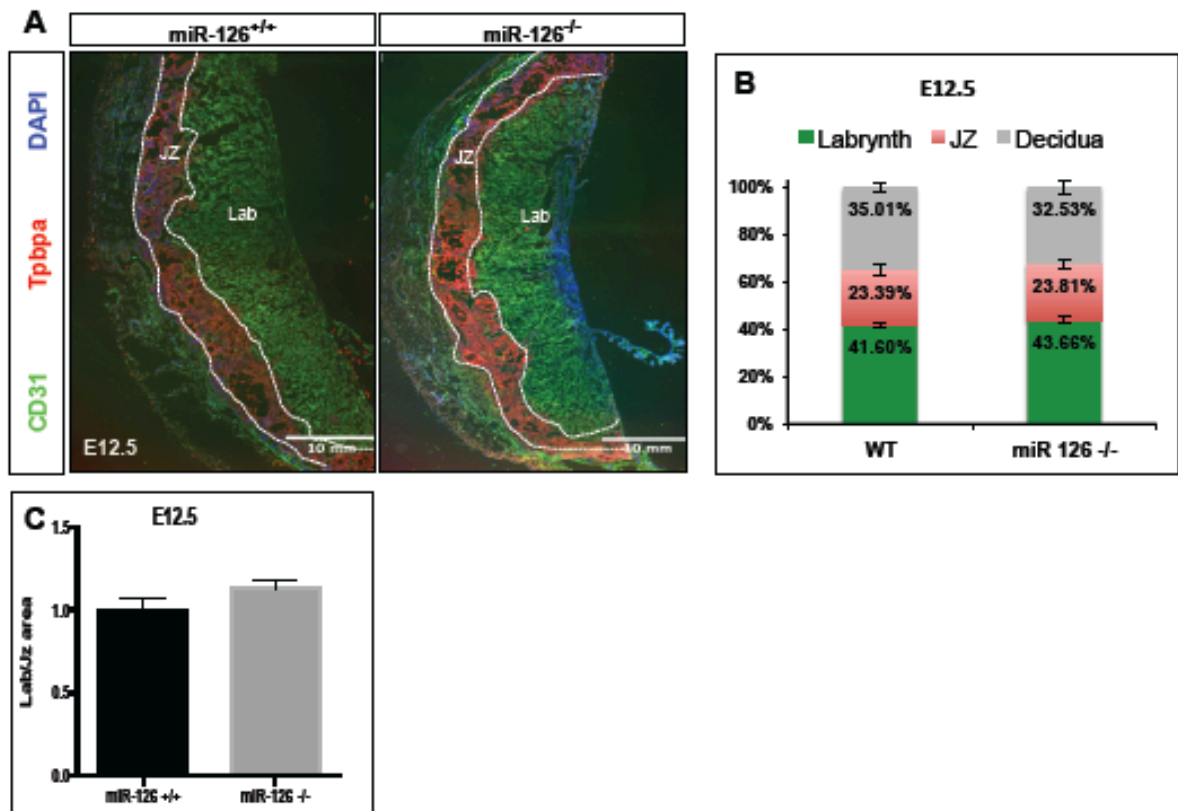 A
miR-126+/+
miR-126-/-
DAPI
Tpbpa
CD31
JZ
Lab
E12.5
10 mm
JZ
Lab
10 mm
B
E12.5
Labrynth JZ Decidua
100%
80%
60%
40%
20%
0%
35.01%
23.39%
41.60%
32.53%
23.81%
43.66%
WT
miR 126 -/-
C
E12.5
Lab/Jz area
1.5
1.0
0.5
0.0
miR-126 +/+
miR-126 -/-